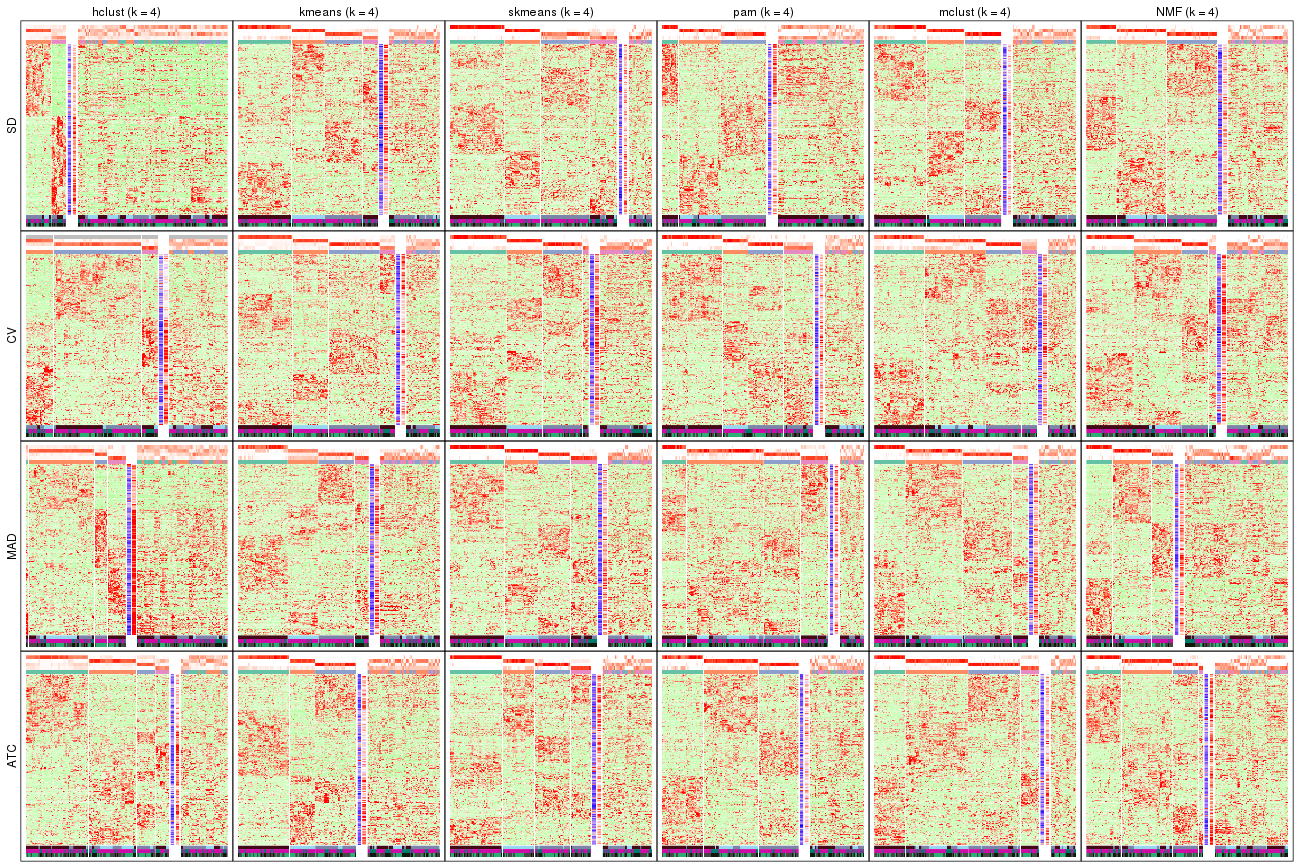 hclust (k = 4)
kmeans (k = 4)
skmeans (k = 4)
pam (k = 4)
mclust (k = 4)
NMF (k = 4)
SD
CV
MAD
ATC